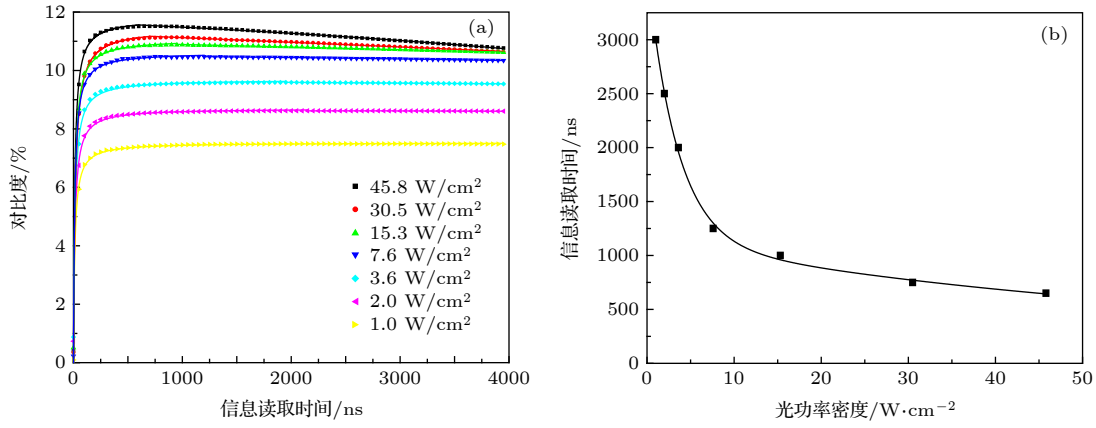 (a)
12
10
8
6
4
2
0
对比度/%
45.8 W/cm²
30.5 W/cm²
15.3 W/cm²
7.6 W/cm²
3.6 W/cm²
2.0 W/cm²
1.0 W/cm²
0 1000 2000 3000 4000
信息读取时间/ns
(b)
3000
2500
2000
1500
1000
500
0
信息读取时间/ns
0 10 20 30 40 50
光功率密度/W·cm⁻²